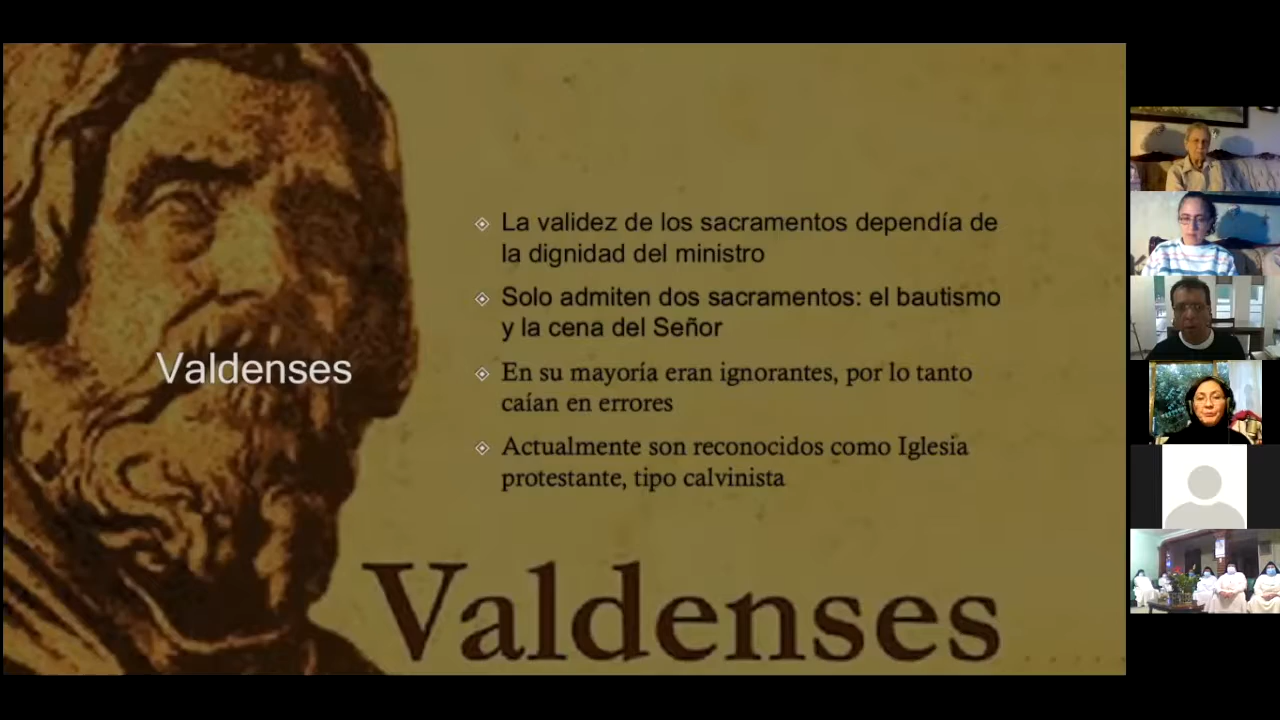 La validez de los sacramentos dependía de
la dignidad del ministro
Solo admiten dos sacramentos: el bautismo
y la cena del Señor
Valdenses
En su mayoría eran ignorantes, por lo tanto
caían en errores
Actualmente son reconocidos como Iglesia
protestante, tipo calvinista
Valdenses